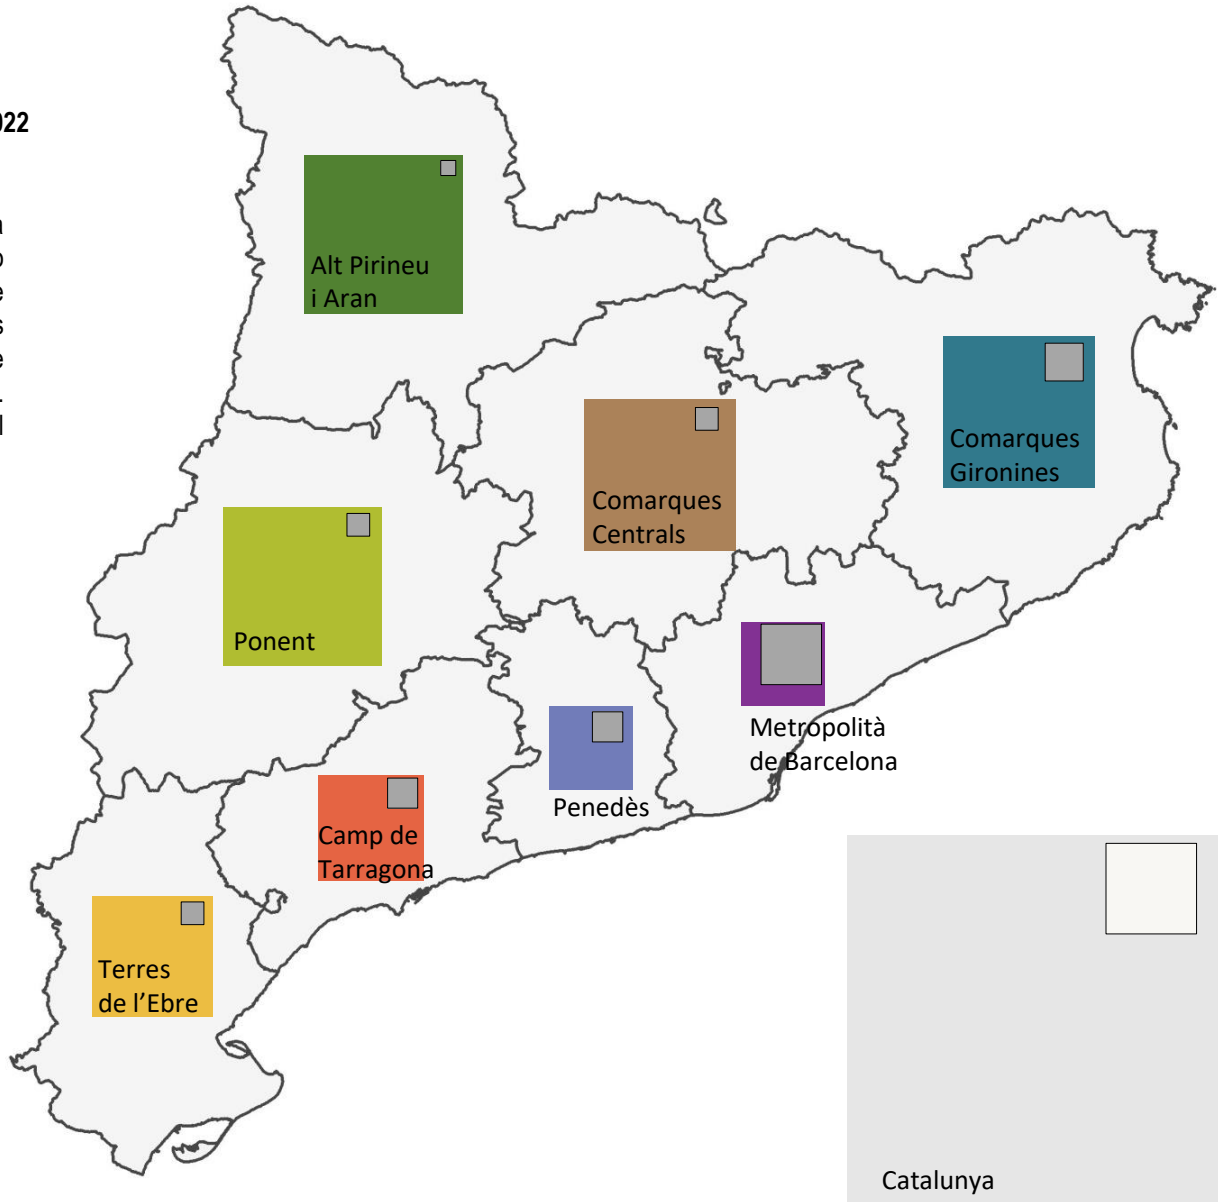 Alt Pirineu
i Aran
Comarques
Gironines
Comarques
Centrals
Ponent
Metropolità
de Barcelona
Penedès
Camp de
Tarragona
Terres
de l’Ebre
Catalunya